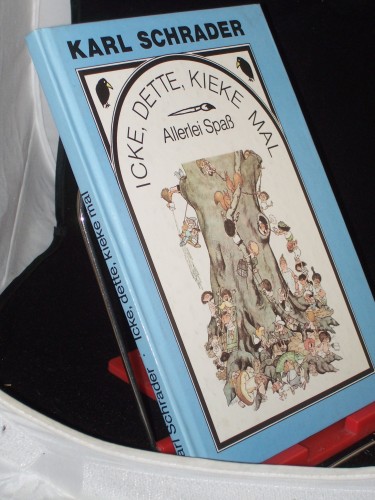 KARL SCHRADER
ICKE, DETTE, KIEKE MAL
Allerlei Spaß
Karl Schrader · Icke, dette, kieke mal